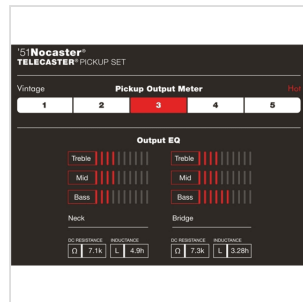 '51Nocaster®
TELECASTER® PICKUP SET
Vintage Pickup Output Meter Hot
1 2 3 4 5
Output EQ
Treble Treble
Mid Mid
Bass Bass
Neck Bridge
DC RESISTANCE INDUCTANCE DC RESISTANCE INDUCTANCE
Ω 7.1k L 4.9h Ω 7.3k L 3.28h